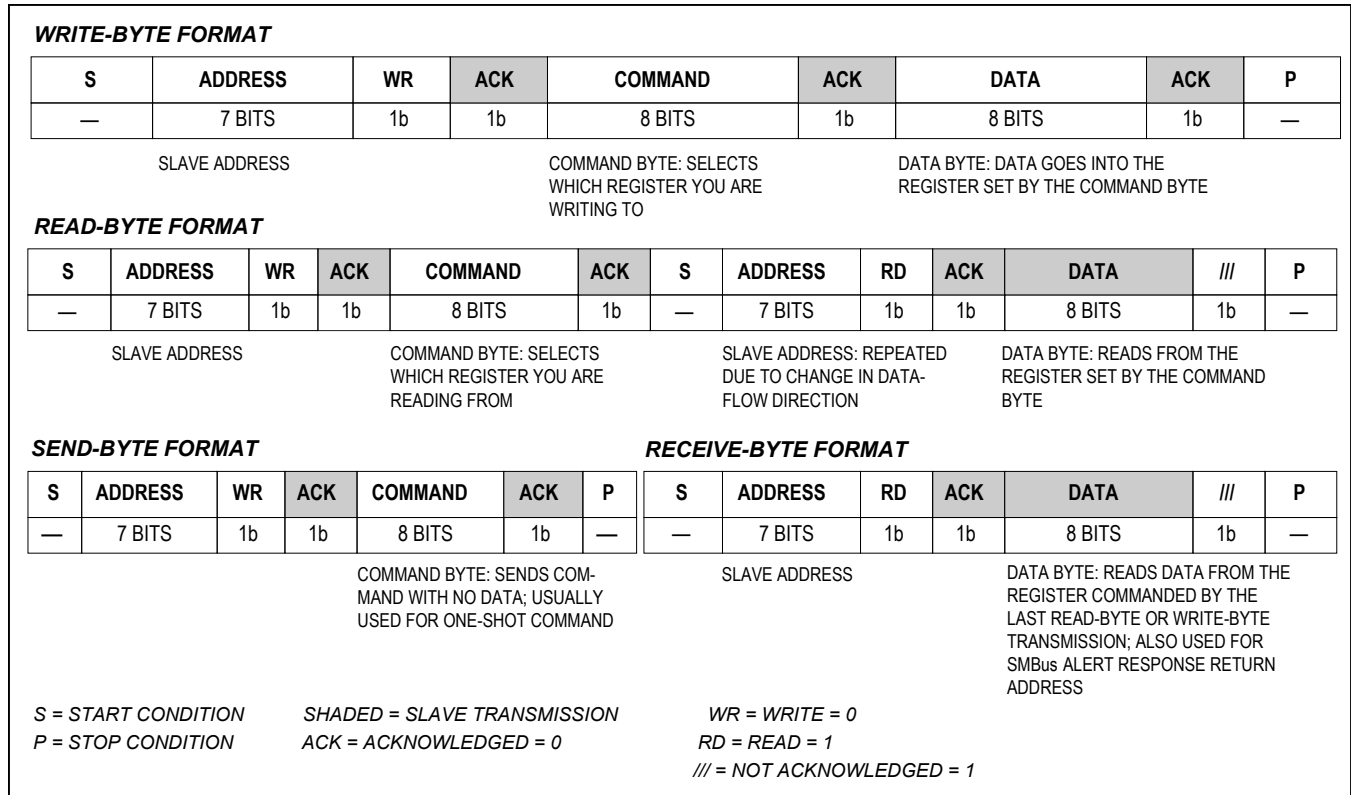 WRITE-BYTE FORMAT
S ADDRESS WR ACK COMMAND ACK DATA ACK P
— 7 BITS 1b 1b 8 BITS 1b 8 BITS 1b —
SLAVE ADDRESS
COMMAND BYTE: SELECTS
WHICH REGISTER YOU ARE
WRITING TO
DATA BYTE: DATA GOES INTO THE
REGISTER SET BY THE COMMAND BYTE
READ-BYTE FORMAT
S ADDRESS WR ACK COMMAND ACK S ADDRESS RD ACK DATA /// P
— 7 BITS 1b 1b 8 BITS 1b — 7 BITS 1b 1b 8 BITS 1b —
SLAVE ADDRESS
COMMAND BYTE: SELECTS
WHICH REGISTER YOU ARE
READING FROM
SLAVE ADDRESS: REPEATED
DUE TO CHANGE IN DATA-
FLOW DIRECTION
DATA BYTE: READS FROM THE
REGISTER SET BY THE COMMAND
BYTE
SEND-BYTE FORMAT
S ADDRESS WR ACK COMMAND ACK P
— 7 BITS 1b 1b 8 BITS 1b —
COMMAND BYTE: SENDS COM-
MAND WITH NO DATA; USUALLY
USED FOR ONE-SHOT COMMAND
RECEIVE-BYTE FORMAT
S ADDRESS RD ACK DATA /// P
— 7 BITS 1b 1b 8 BITS 1b —
SLAVE ADDRESS
DATA BYTE: READS DATA FROM THE
REGISTER COMMANDED BY THE
LAST READ-BYTE OR WRITE-BYTE
TRANSMISSION; ALSO USED FOR
SMBus ALERT RESPONSE RETURN
ADDRESS
S = START CONDITION SHADED = SLAVE TRANSMISSION WR = WRITE = 0
P = STOP CONDITION ACK = ACKNOWLEDGED = 0 RD = READ = 1
/// = NOT ACKNOWLEDGED = 1